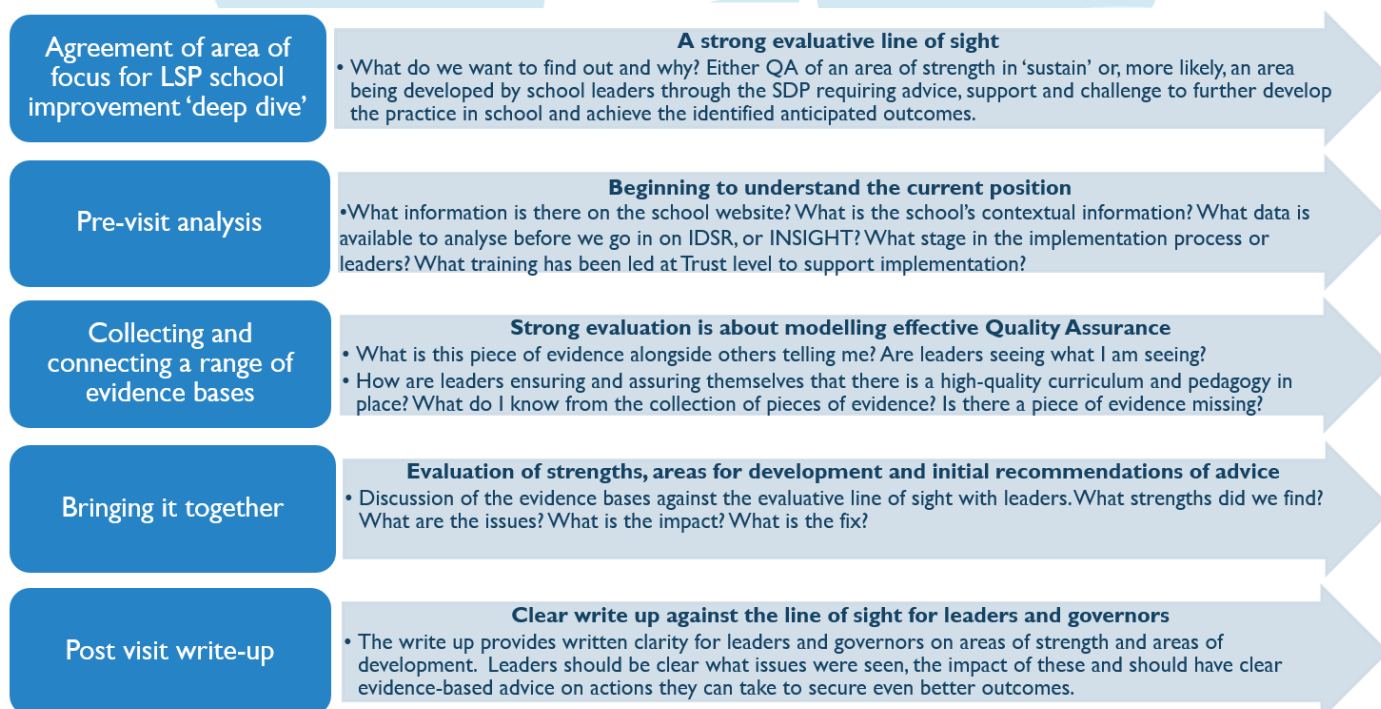 Agreement of area of
focus for LSP school
improvement ‘deep dive’
A strong evaluative line of sight
• What do we want to find out and why? Either QA of an area of strength in ‘sustain’ or, more likely, an area
being developed by school leaders through the SDP requiring advice, support and challenge to further develop
the practice in school and achieve the identified anticipated outcomes.
Pre-visit analysis
Beginning to understand the current position
•What information is there on the school website? What is the school’s contextual information? What data is
available to analyse before we go in on IDSR, or INSIGHT? What stage in the implementation process or
leaders? What training has been led at Trust level to support implementation?
Collecting and
connecting a range of
evidence bases
Strong evaluation is about modelling effective Quality Assurance
• What is this piece of evidence alongside others telling me? Are leaders seeing what I am seeing?
• How are leaders ensuring and assuring themselves that there is a high-quality curriculum and pedagogy in
place? What do I know from the collection of pieces of evidence? Is there a piece of evidence missing?
Bringing it together
Evaluation of strengths, areas for development and initial recommendations of advice
• Discussion of the evidence bases against the evaluative line of sight with leaders. What strengths did we find?
What are the issues? What is the impact? What is the fix?
Post visit write-up
Clear write up against the line of sight for leaders and governors
• The write up provides written clarity for leaders and governors on areas of strength and areas of
development. Leaders should be clear what issues were seen, the impact of these and should have clear
evidence-based advice on actions they can take to secure even better outcomes.